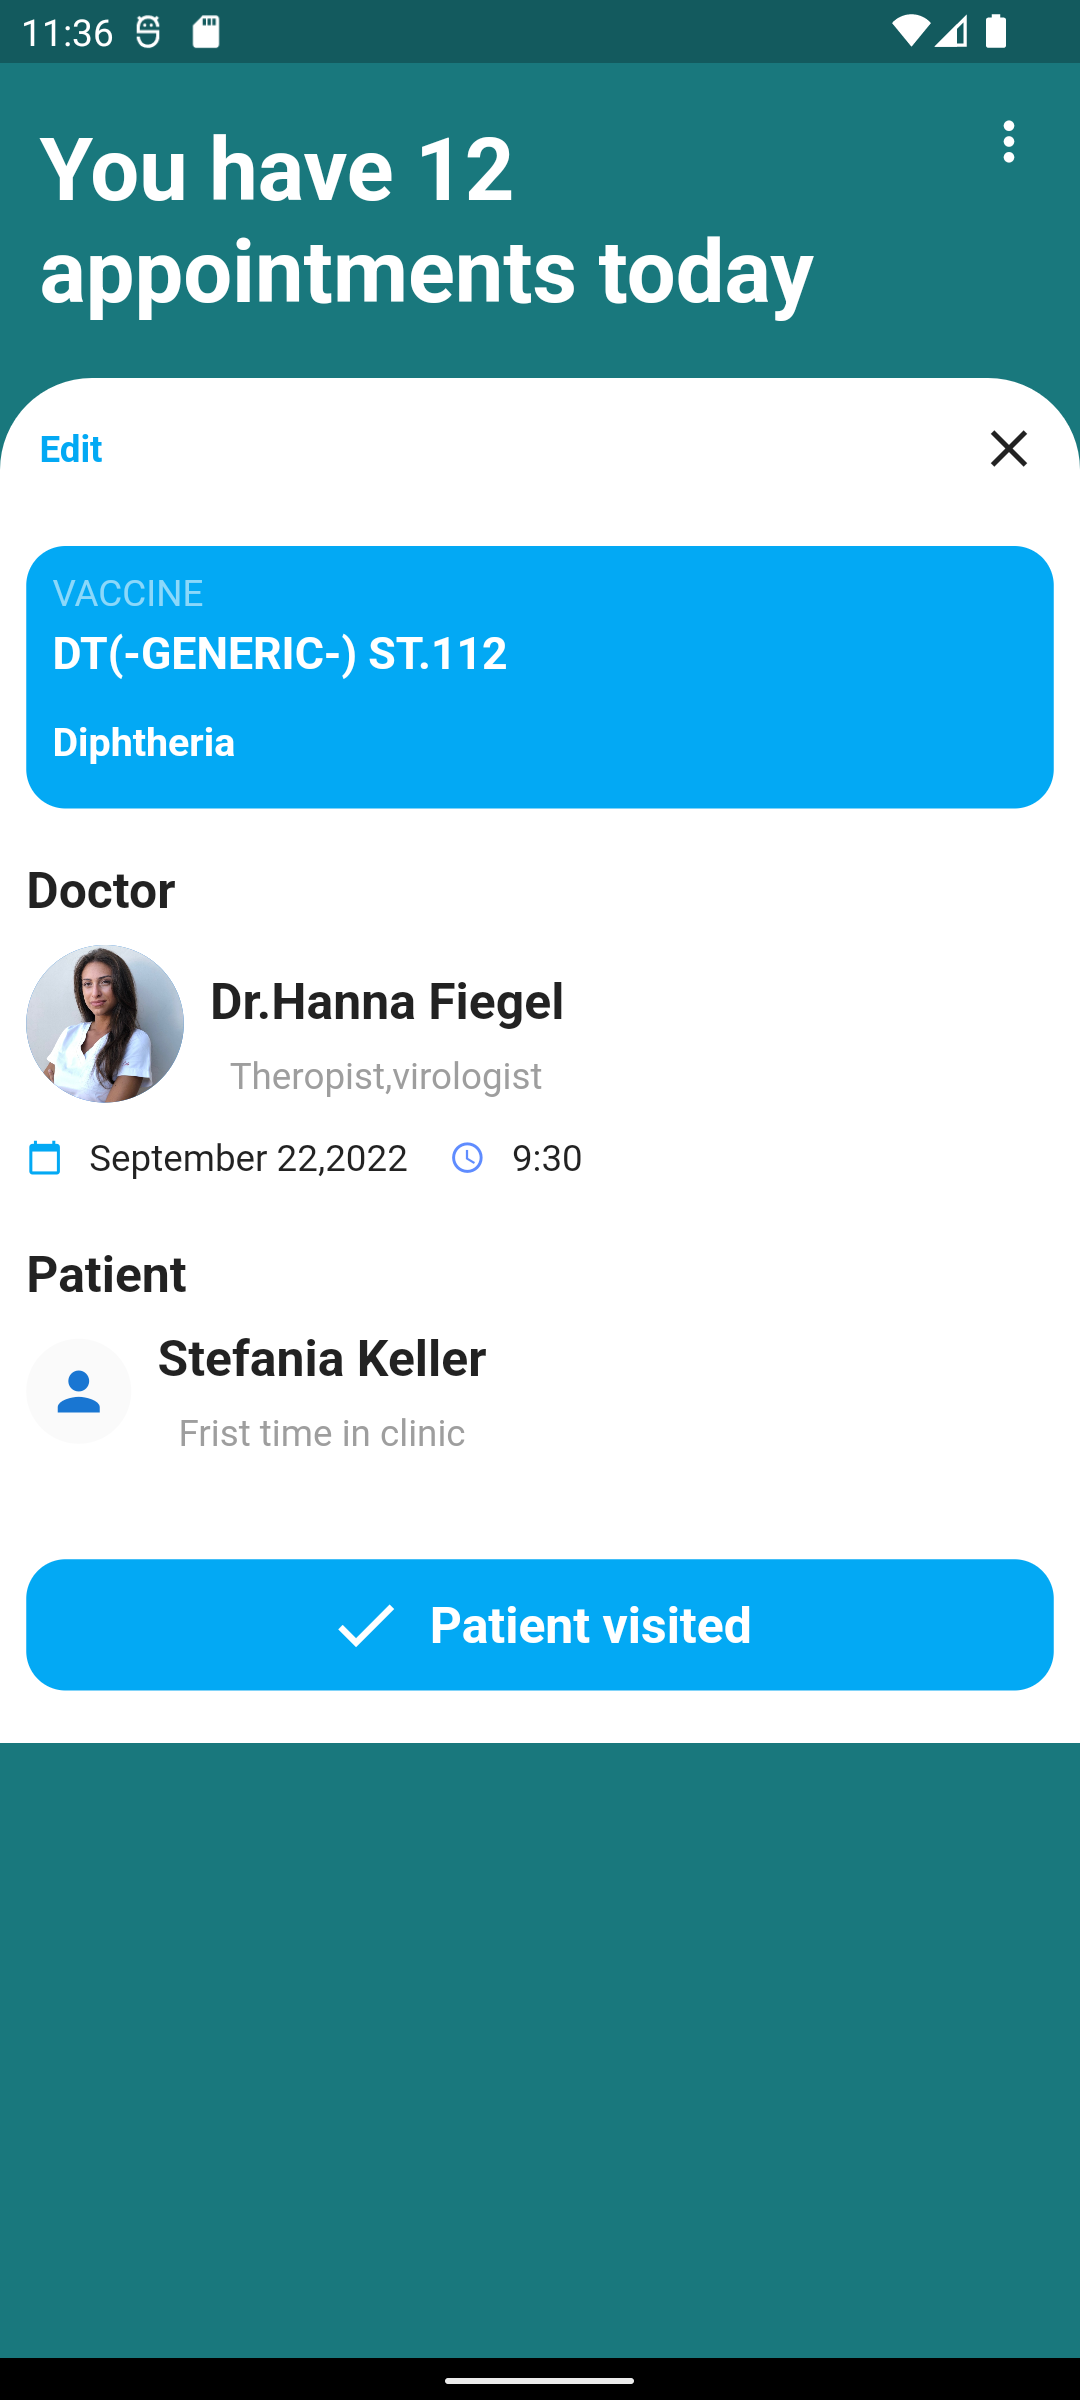 11:36
You have 12
appointments today
Edit
VACCINE
DT(-GENERIC-) ST.112
Diphtheria
Doctor
Dr.Hanna Fiegel
Theropist,virologist
September 22,2022 9:30
Patient
Stefania Keller
Frist time in clinic
Patient visited